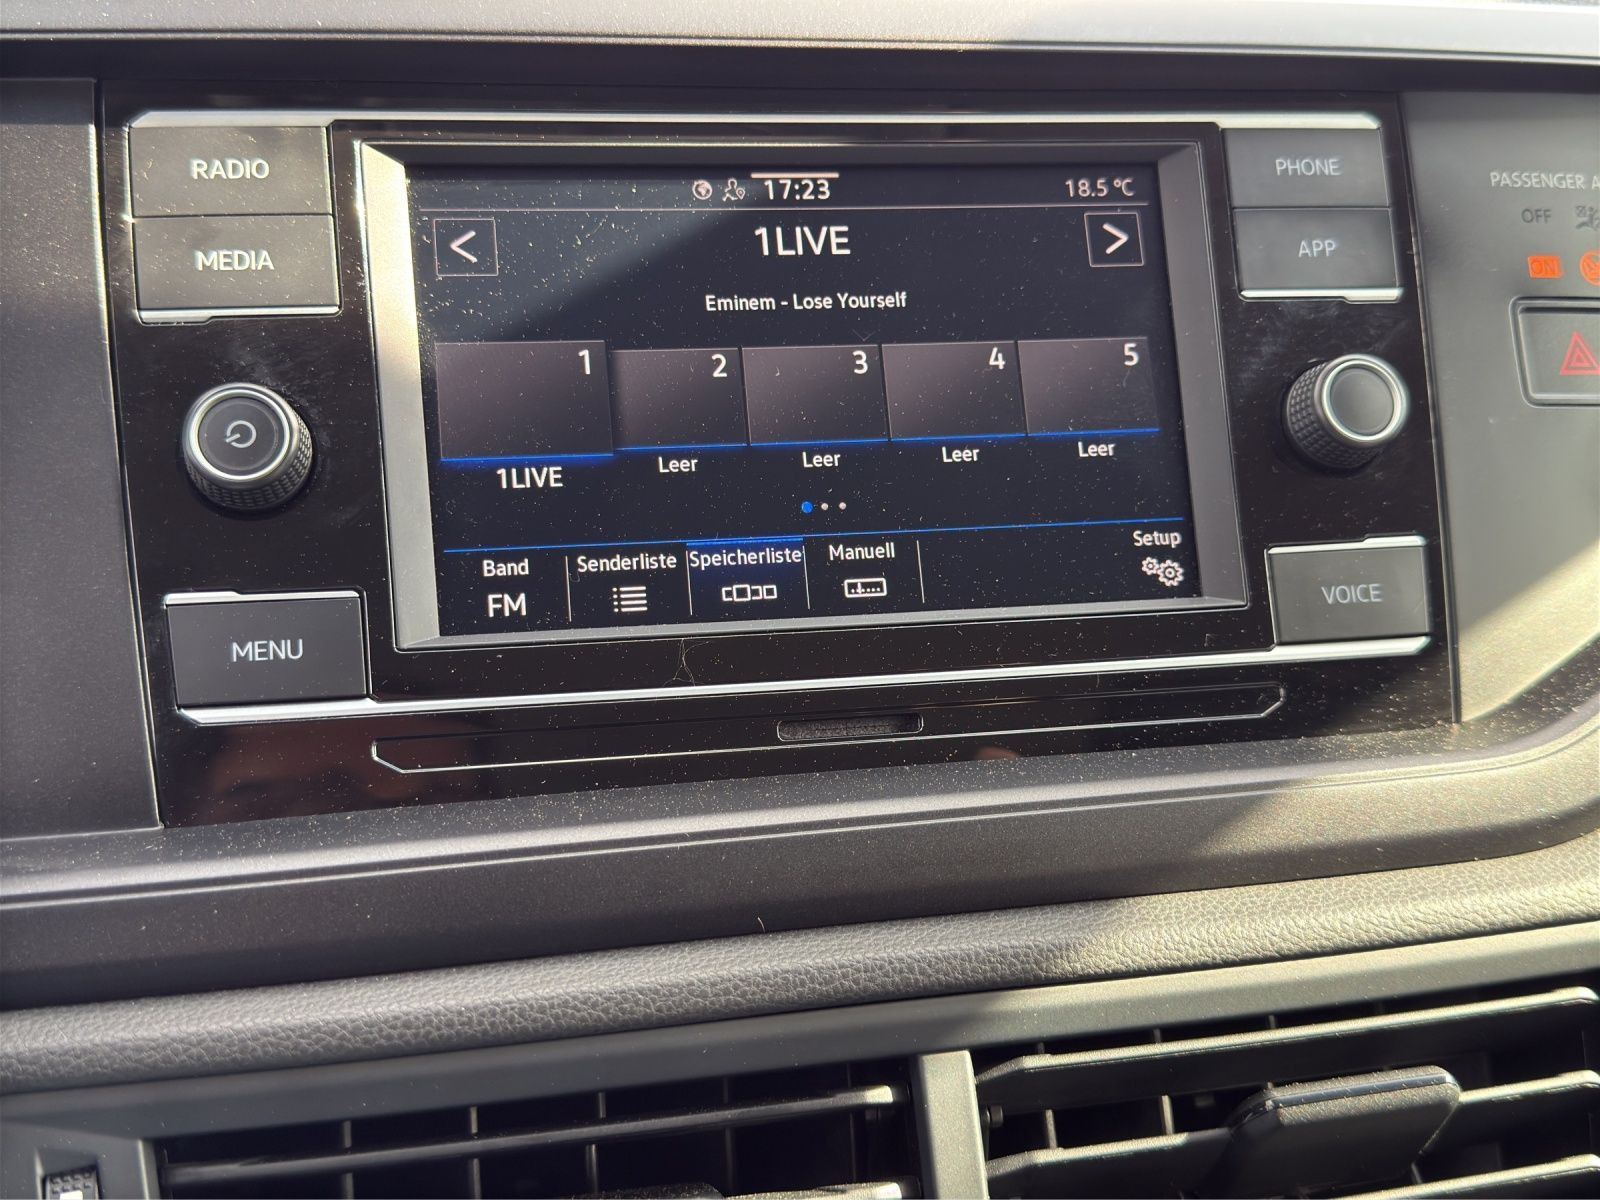 RADIO
MEDIA
MENU
17:23
18.5 °C
<
1LIVE
>
Eminem - Lose Yourself
1 2 3 4 5
1LIVE Leer Leer Leer Leer
Band Senderliste Speicherliste Manuell Setup
FM
PHONE
APP
VOICE
PASSENGER A
OFF
ON